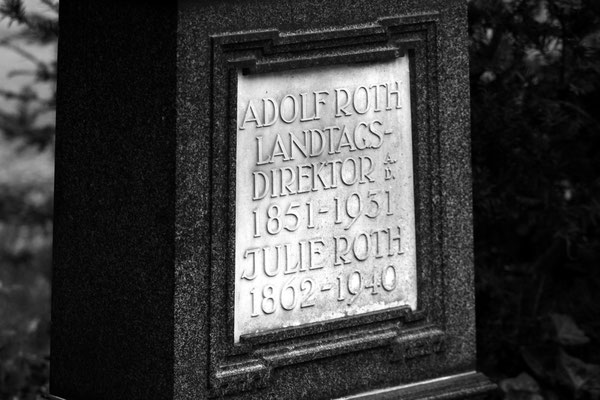 ADOLF ROTH
LANDTAGS-
DIREKTOR A.D.
1851-1931
JULIE ROTH
1862-1940